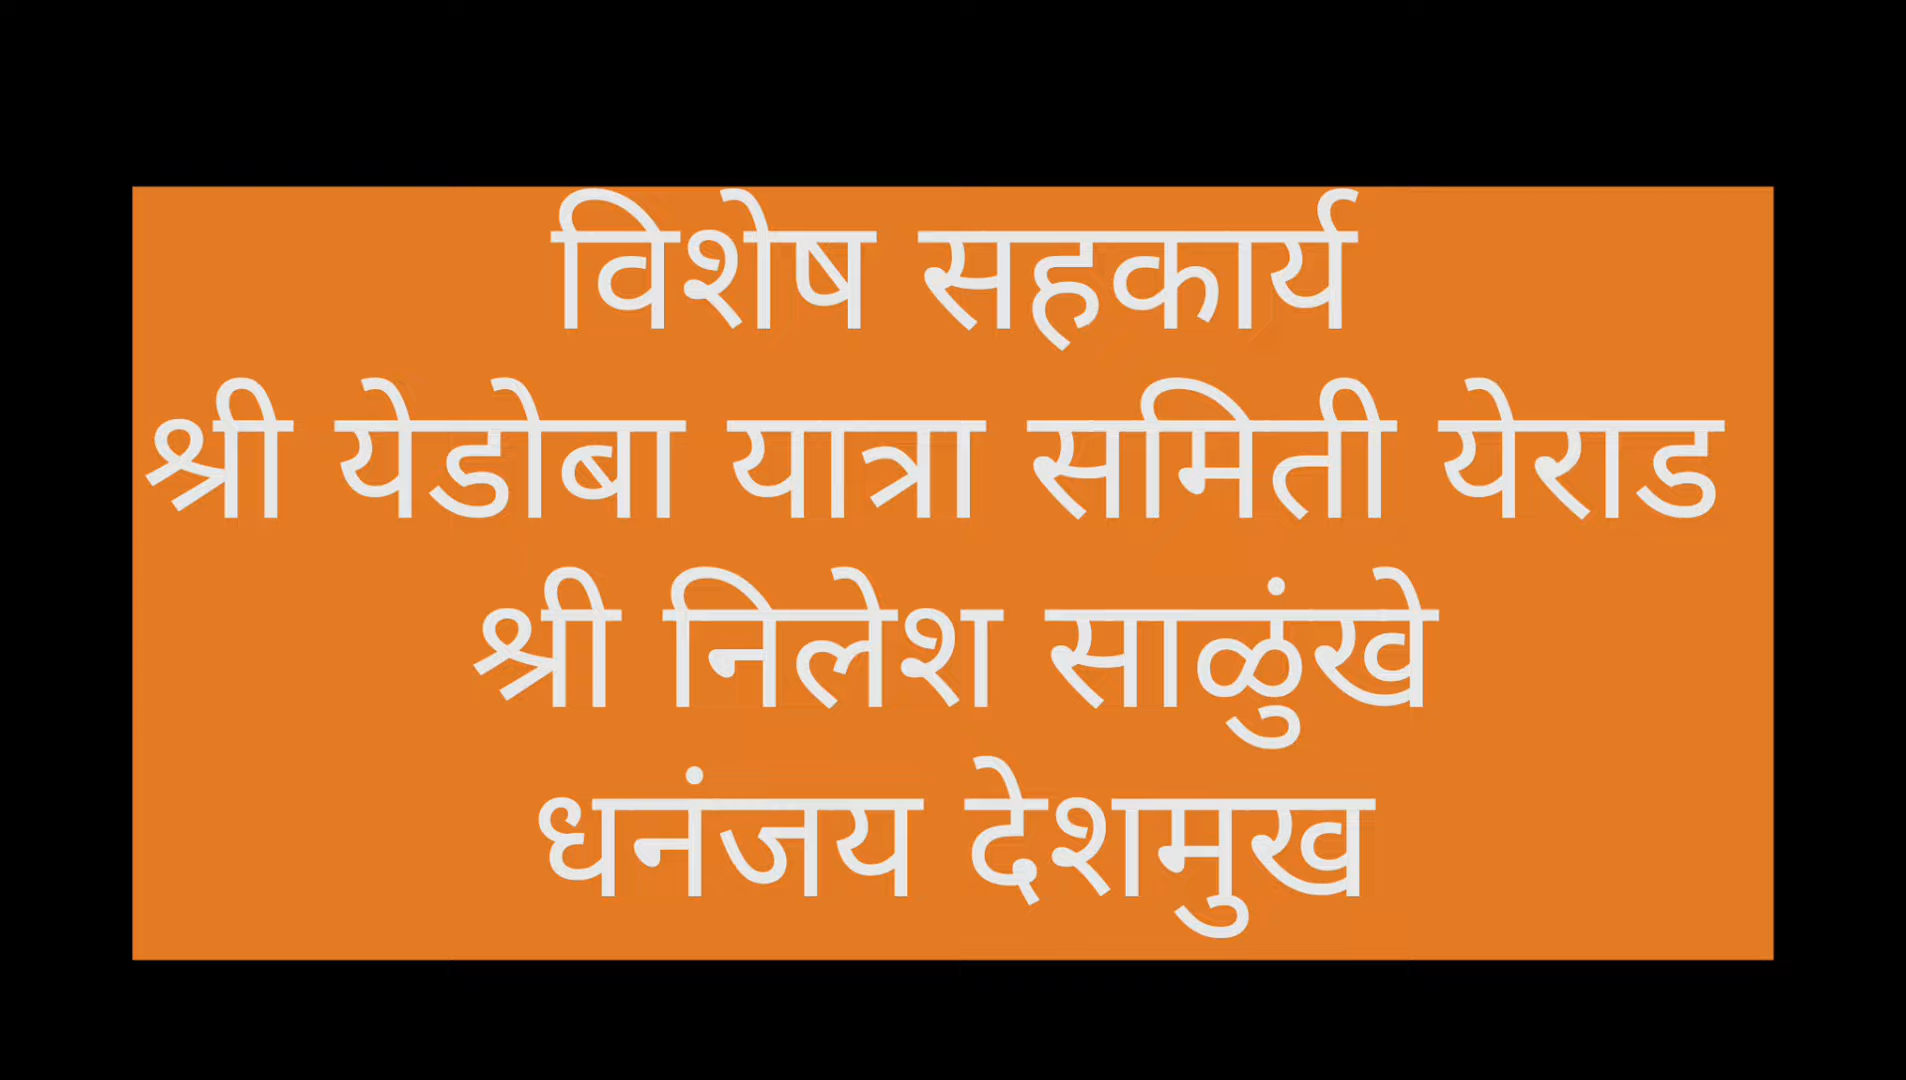 विशेष सहकार्य
श्री येडोबा यात्रा समिती येराड
श्री निलेश साळुंखे
धनंजय देशमुख